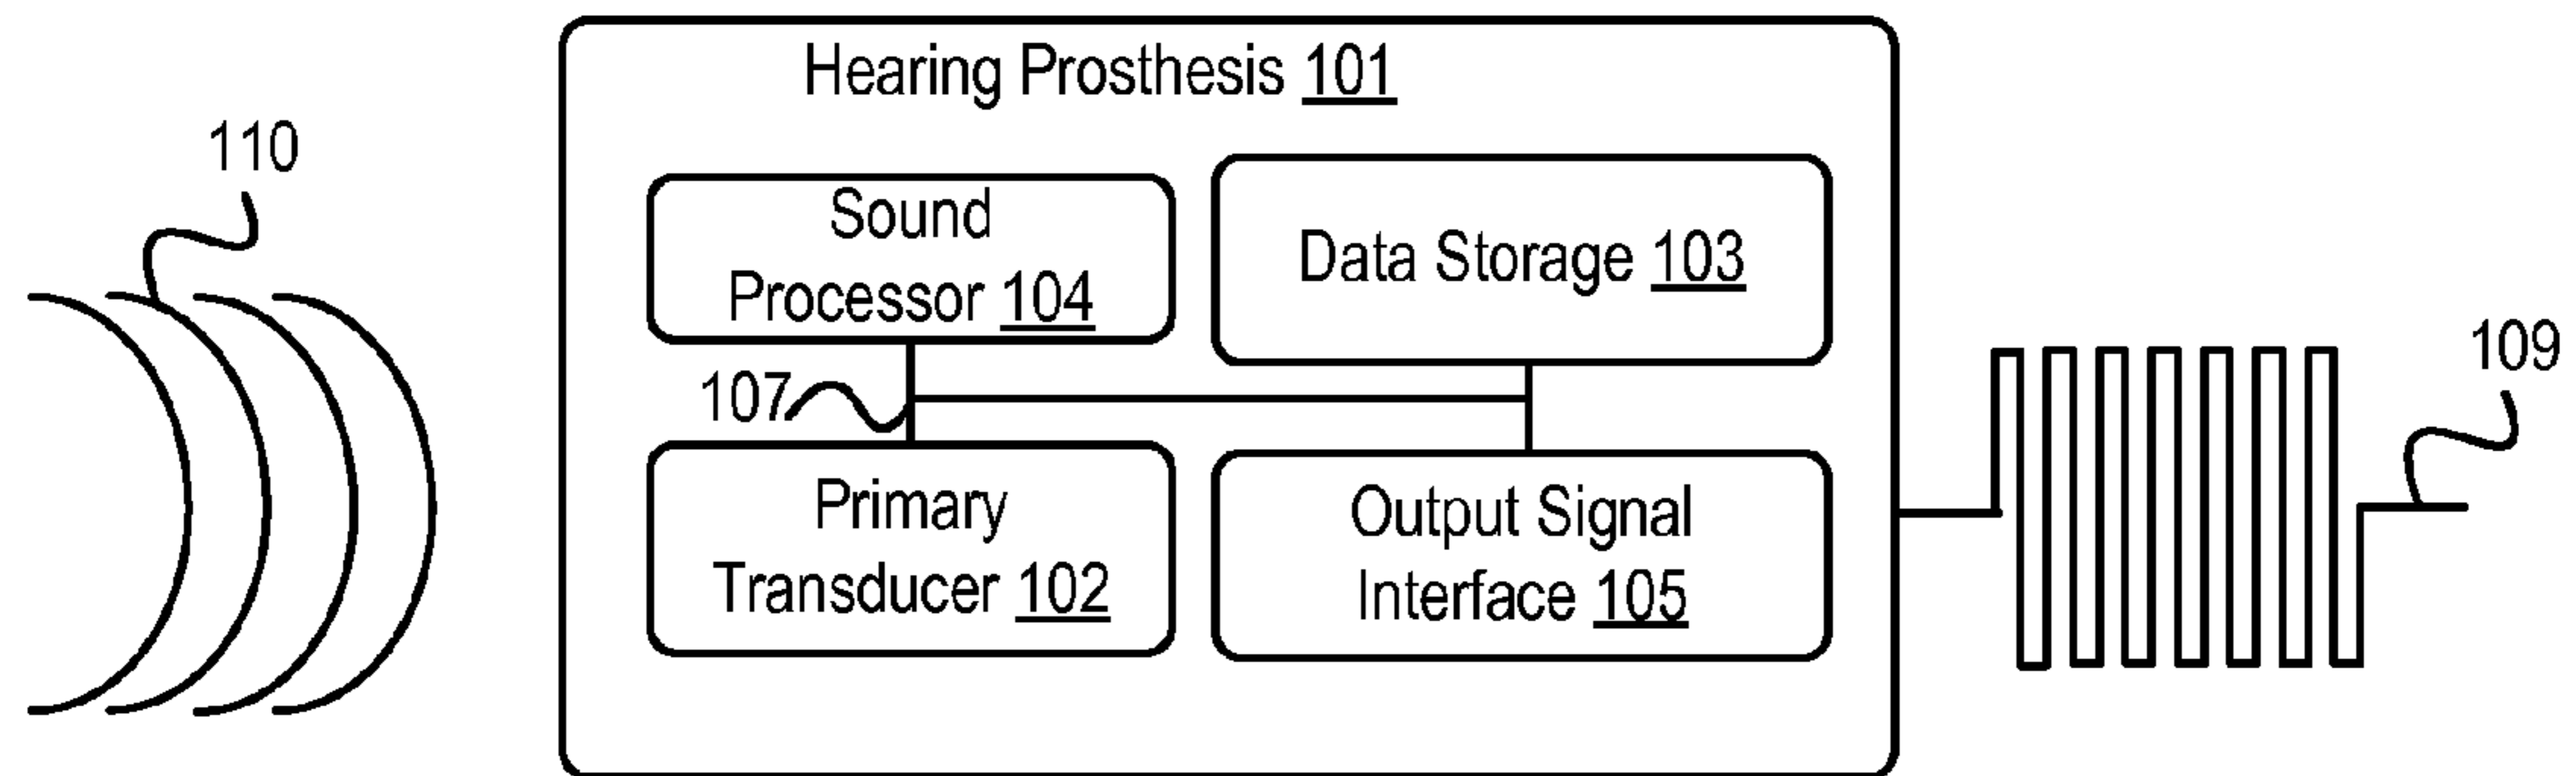 Hearing Prosthesis 101
110
Sound
Processor 104
Data Storage 103
107
109
Primary
Transducer 102
Output Signal
Interface 105